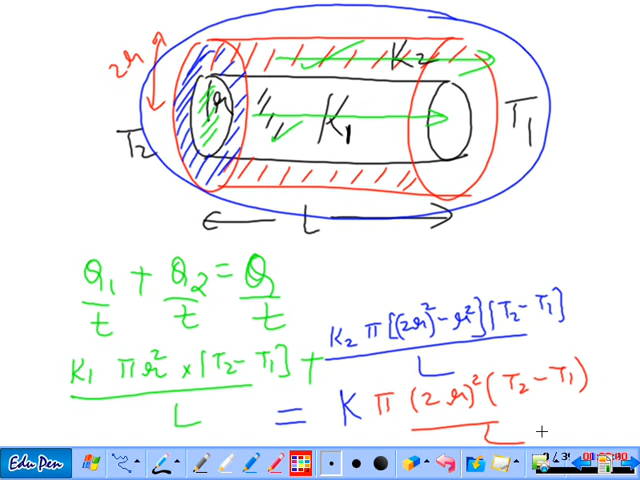 2r
K2
r
K1
T2
T1
L
Q1/t + Q2/t = Q/t
K1 πr² × [T2 - T1]/L + K2 π[(2r)² - r²][T2 - T1]/L
= K π (2r)² (T2 - T1)/L
Edu Pen